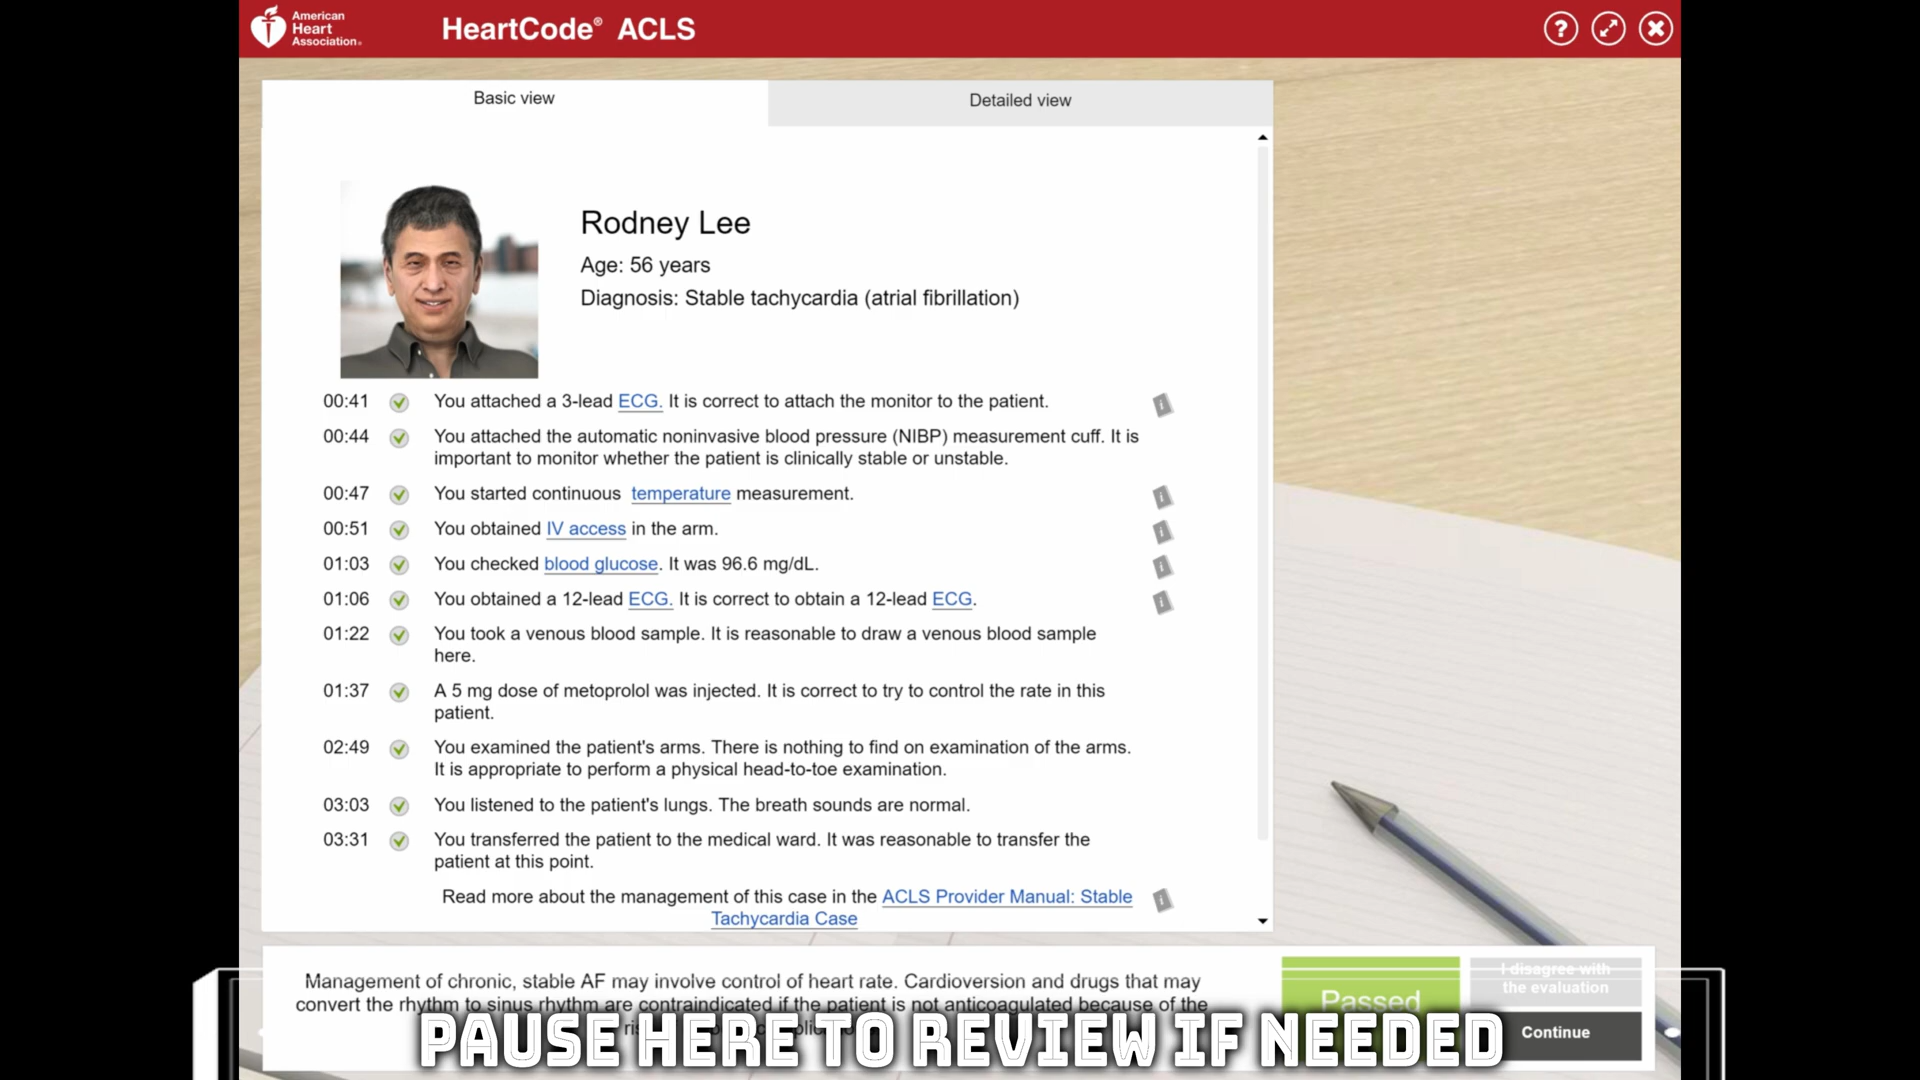 American
Heart
Association®
HeartCode® ACLS
?
Basic view
Detailed view
Rodney Lee
Age: 56 years
Diagnosis: Stable tachycardia (atrial fibrillation)
00:41 You attached a 3-lead ECG. It is correct to attach the monitor to the patient.
00:44 You attached the automatic noninvasive blood pressure (NIBP) measurement cuff. It is
important to monitor whether the patient is clinically stable or unstable.
00:47 You started continuous temperature measurement.
00:51 You obtained IV access in the arm.
01:03 You checked blood glucose. It was 96.6 mg/dL.
01:06 You obtained a 12-lead ECG. It is correct to obtain a 12-lead ECG.
01:22 You took a venous blood sample. It is reasonable to draw a venous blood sample
here.
01:37 A 5 mg dose of metoprolol was injected. It is correct to try to control the rate in this
patient.
02:49 You examined the patient's arms. There is nothing to find on examination of the arms.
It is appropriate to perform a physical head-to-toe examination.
03:03 You listened to the patient's lungs. The breath sounds are normal.
03:31 You transferred the patient to the medical ward. It was reasonable to transfer the
patient at this point.
Read more about the management of this case in the ACLS Provider Manual: Stable
Tachycardia Case
Management of chronic, stable AF may involve control of heart rate. Cardioversion and drugs that may
convert the rhythm to sinus rhythm are contraindicated if the patient is not anticoagulated because of the
Passed
I disagree with
the evaluation
Continue
PAUSE HERE TO REVIEW IF NEEDED